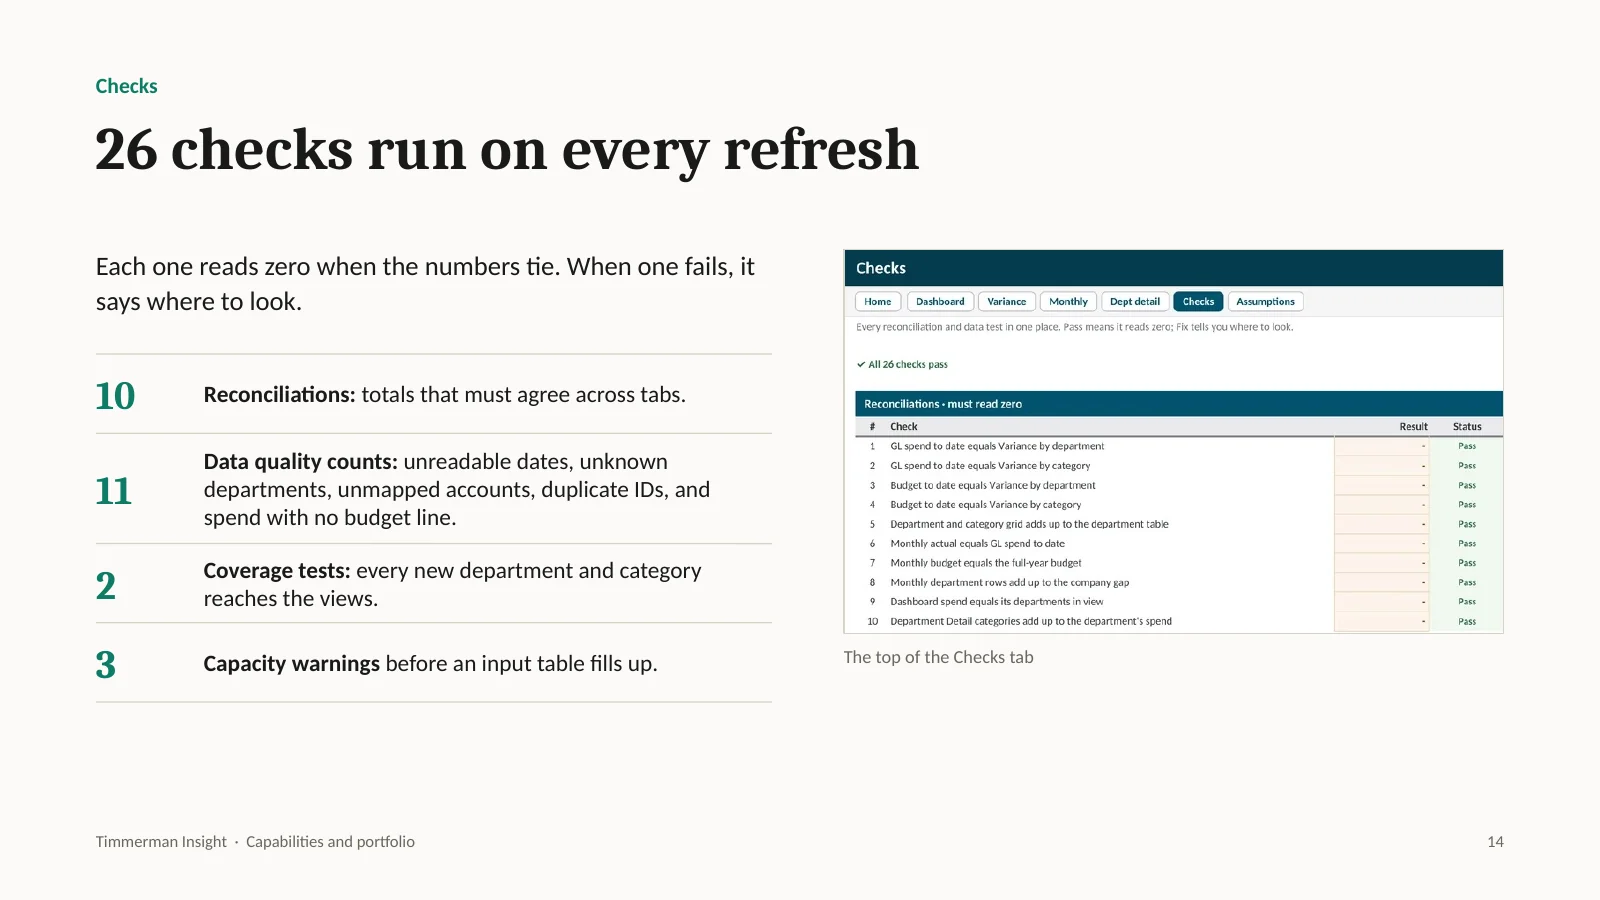 Checks
26 checks run on every refresh
Each one reads zero when the numbers tie. When one fails, it
says where to look.
10 Reconciliations: totals that must agree across tabs.
11 Data quality counts: unreadable dates, unknown
departments, unmapped accounts, duplicate IDs, and
spend with no budget line.
2 Coverage tests: every new department and category
reaches the views.
3 Capacity warnings before an input table fills up.
Checks
Home Dashboard Variance Monthly Dept detail Checks Assumptions
Every reconciliation and data test in one place. Pass means it reads zero; Fix tells you where to look.
✓ All 26 checks pass
Reconciliations · must read zero
# Check Result Status
1 GL spend to date equals Variance by department - Pass
2 GL spend to date equals Variance by category - Pass
3 Budget to date equals Variance by department - Pass
4 Budget to date equals Variance by category - Pass
5 Department and category grid adds up to the department table - Pass
6 Monthly actual equals GL spend to date - Pass
7 Monthly budget equals the full-year budget - Pass
8 Monthly department rows add up to the company gap - Pass
9 Dashboard spend equals its departments in view - Pass
10 Department Detail categories add up to the department's spend - Pass
The top of the Checks tab
Timmerman Insight · Capabilities and portfolio
14